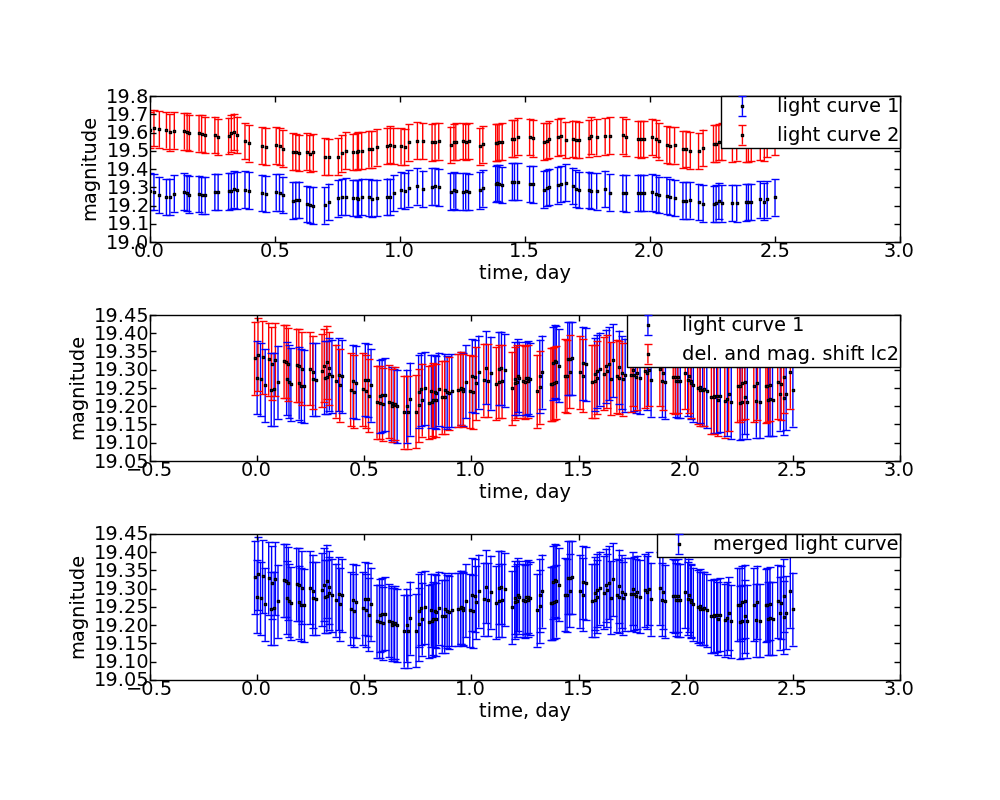 19.8
19.7
19.6
19.5
19.4
19.3
19.2
19.1
19.0
magnitude
light curve 1
light curve 2
0.0 0.5 1.0 1.5 2.0 2.5 3.0
time, day
19.45
19.40
19.35
19.30
19.25
19.20
19.15
19.10
19.05
magnitude
light curve 1
del. and mag. shift lc2
−0.5 0.0 0.5 1.0 1.5 2.0 2.5 3.0
time, day
19.45
19.40
19.35
19.30
19.25
19.20
19.15
19.10
19.05
magnitude
merged light curve
−0.5 0.0 0.5 1.0 1.5 2.0 2.5 3.0
time, day